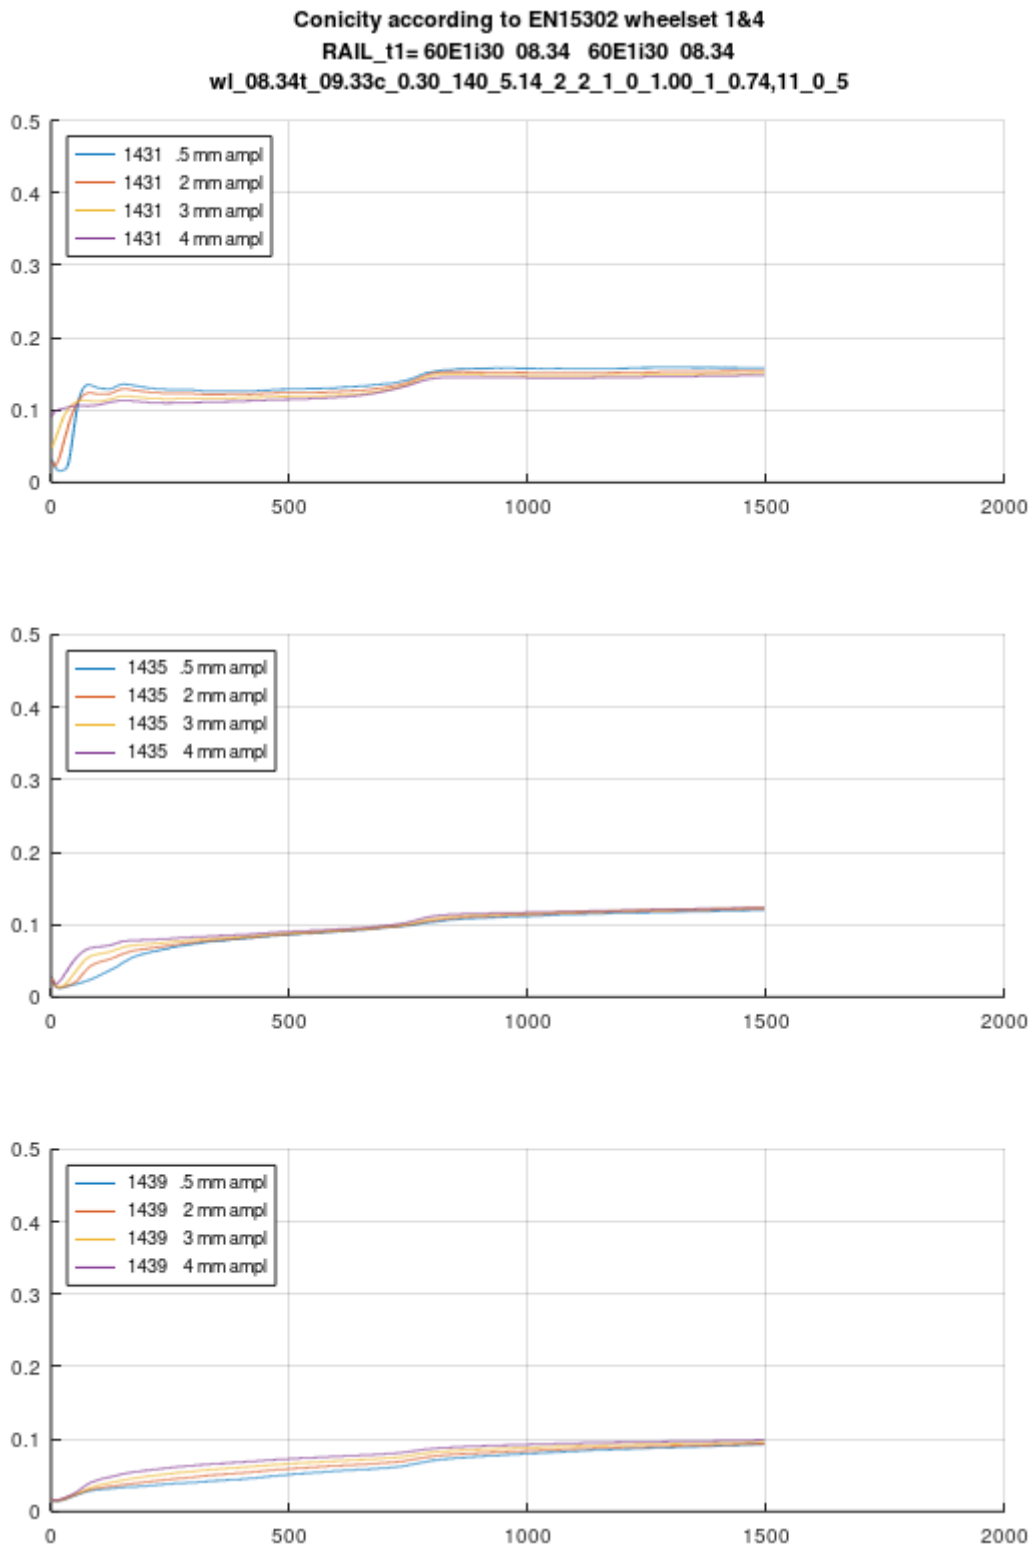 Conicity according to EN15302 wheelset 1&4
RAIL_t1= 60E1i30 08.34 60E1i30 08.34
wl_08.34t_09.33c_0.30_140_5.14_2_2_1_0_1.00_1_0.74,11_0_5
0.5
1431 .5 mm ampl
1431 2 mm ampl
0.4
1431 3 mm ampl
1431 4 mm ampl
0.3
0.2
0.1
0
0 500 1000 1500 2000
0.5
1435 .5 mm ampl
1435 2 mm ampl
0.4
1435 3 mm ampl
1435 4 mm ampl
0.3
0.2
0.1
0
0 500 1000 1500 2000
0.5
1439 .5 mm ampl
1439 2 mm ampl
0.4
1439 3 mm ampl
1439 4 mm ampl
0.3
0.2
0.1
0
0 500 1000 1500 2000